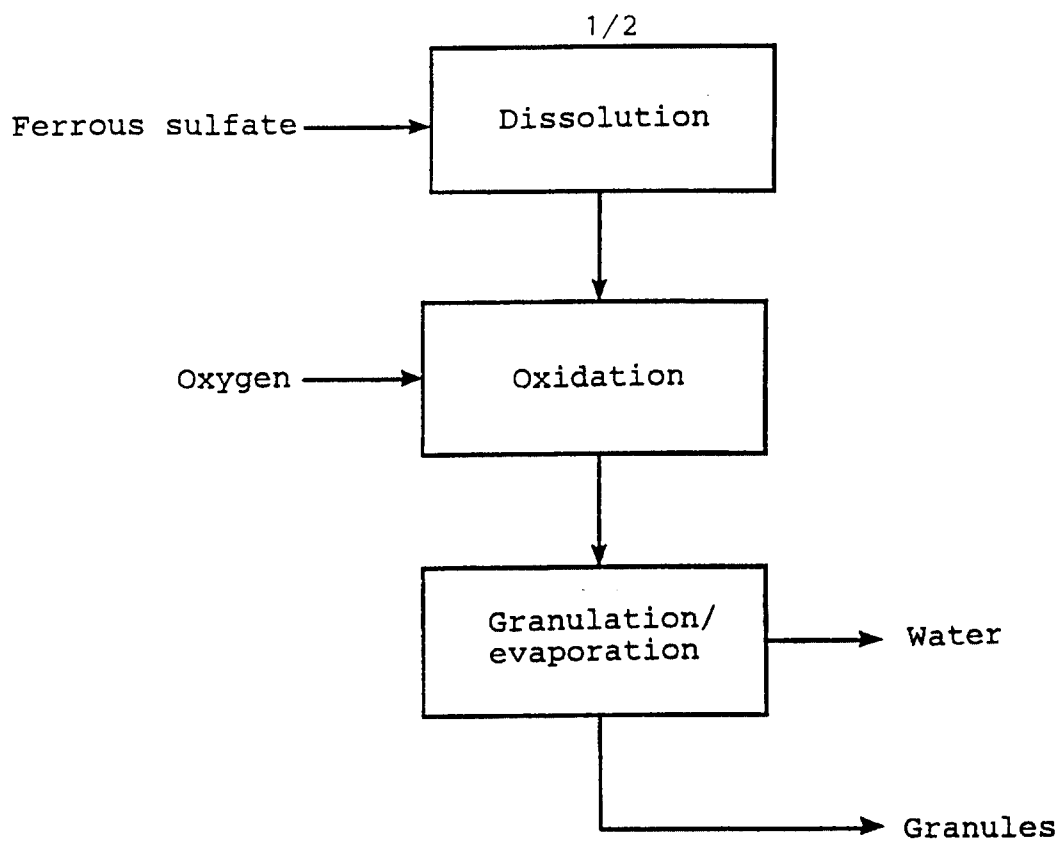 1/2
Ferrous sulfate
Dissolution
Oxygen
Oxidation
Granulation/
evaporation
Water
Granules